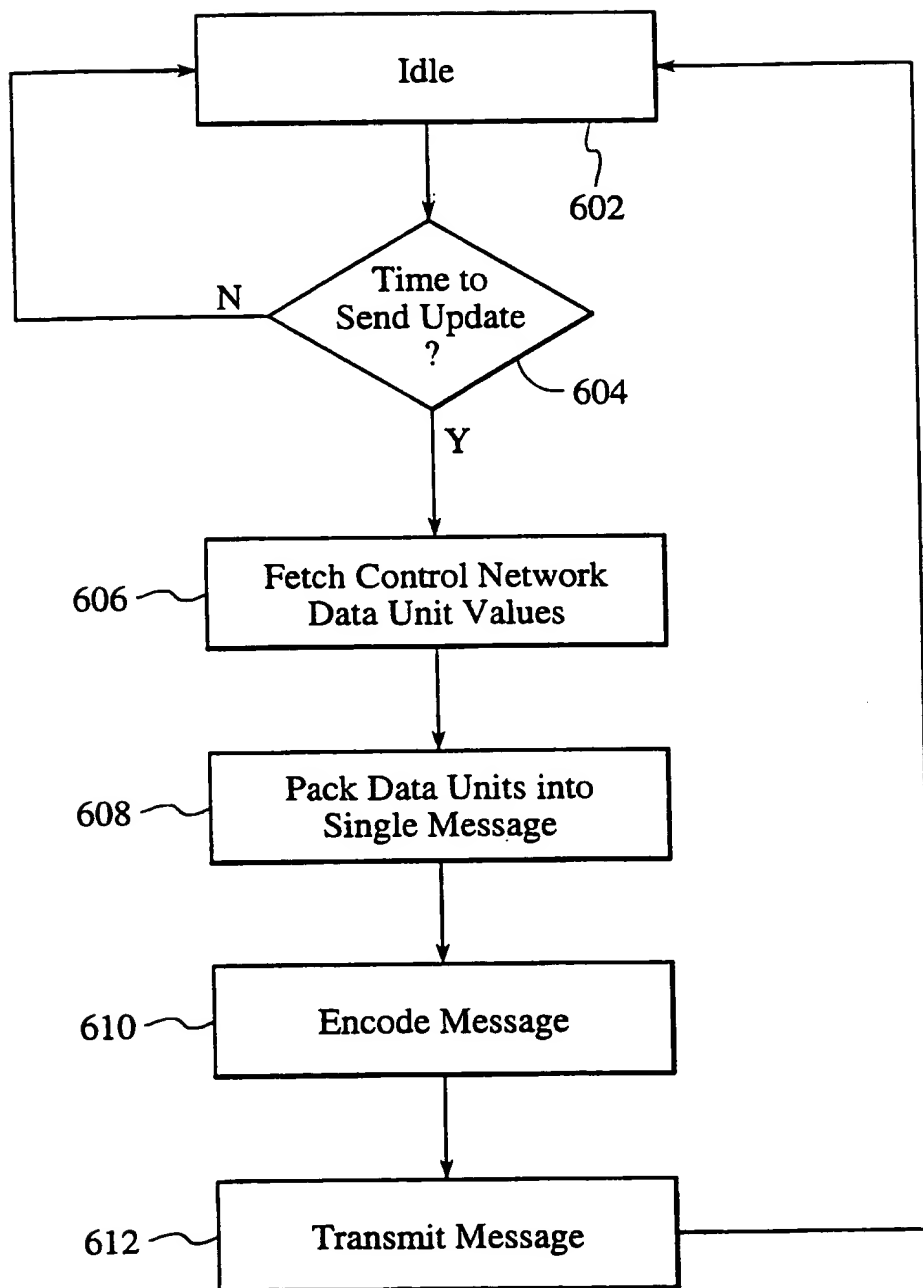 Idle
602
Time to
Send Update
?
N
604
Y
Fetch Control Network
Data Unit Values
606
Pack Data Units into
Single Message
608
Encode Message
610
Transmit Message
612